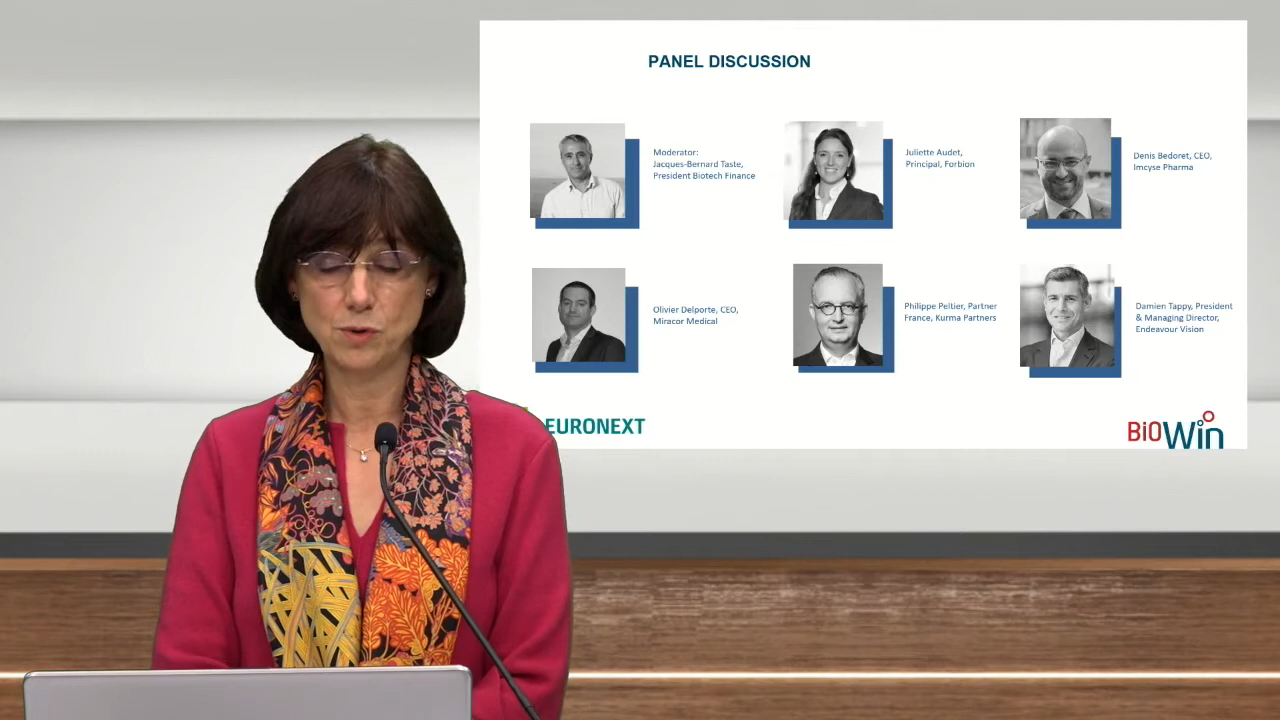 PANEL DISCUSSION
Moderator:
Jacques-Bernard Taste,
President Biotech Finance
Juliette Audet,
Principal, Forbion
Denis Bedoret, CEO,
Imcyse Pharma
Olivier Delporte, CEO,
Miracor Medical
Philippe Peltier, Partner
France, Kurma Partners
Damien Tappy, President
& Managing Director,
Endeavour Vision
EURONEXT
BiOWin